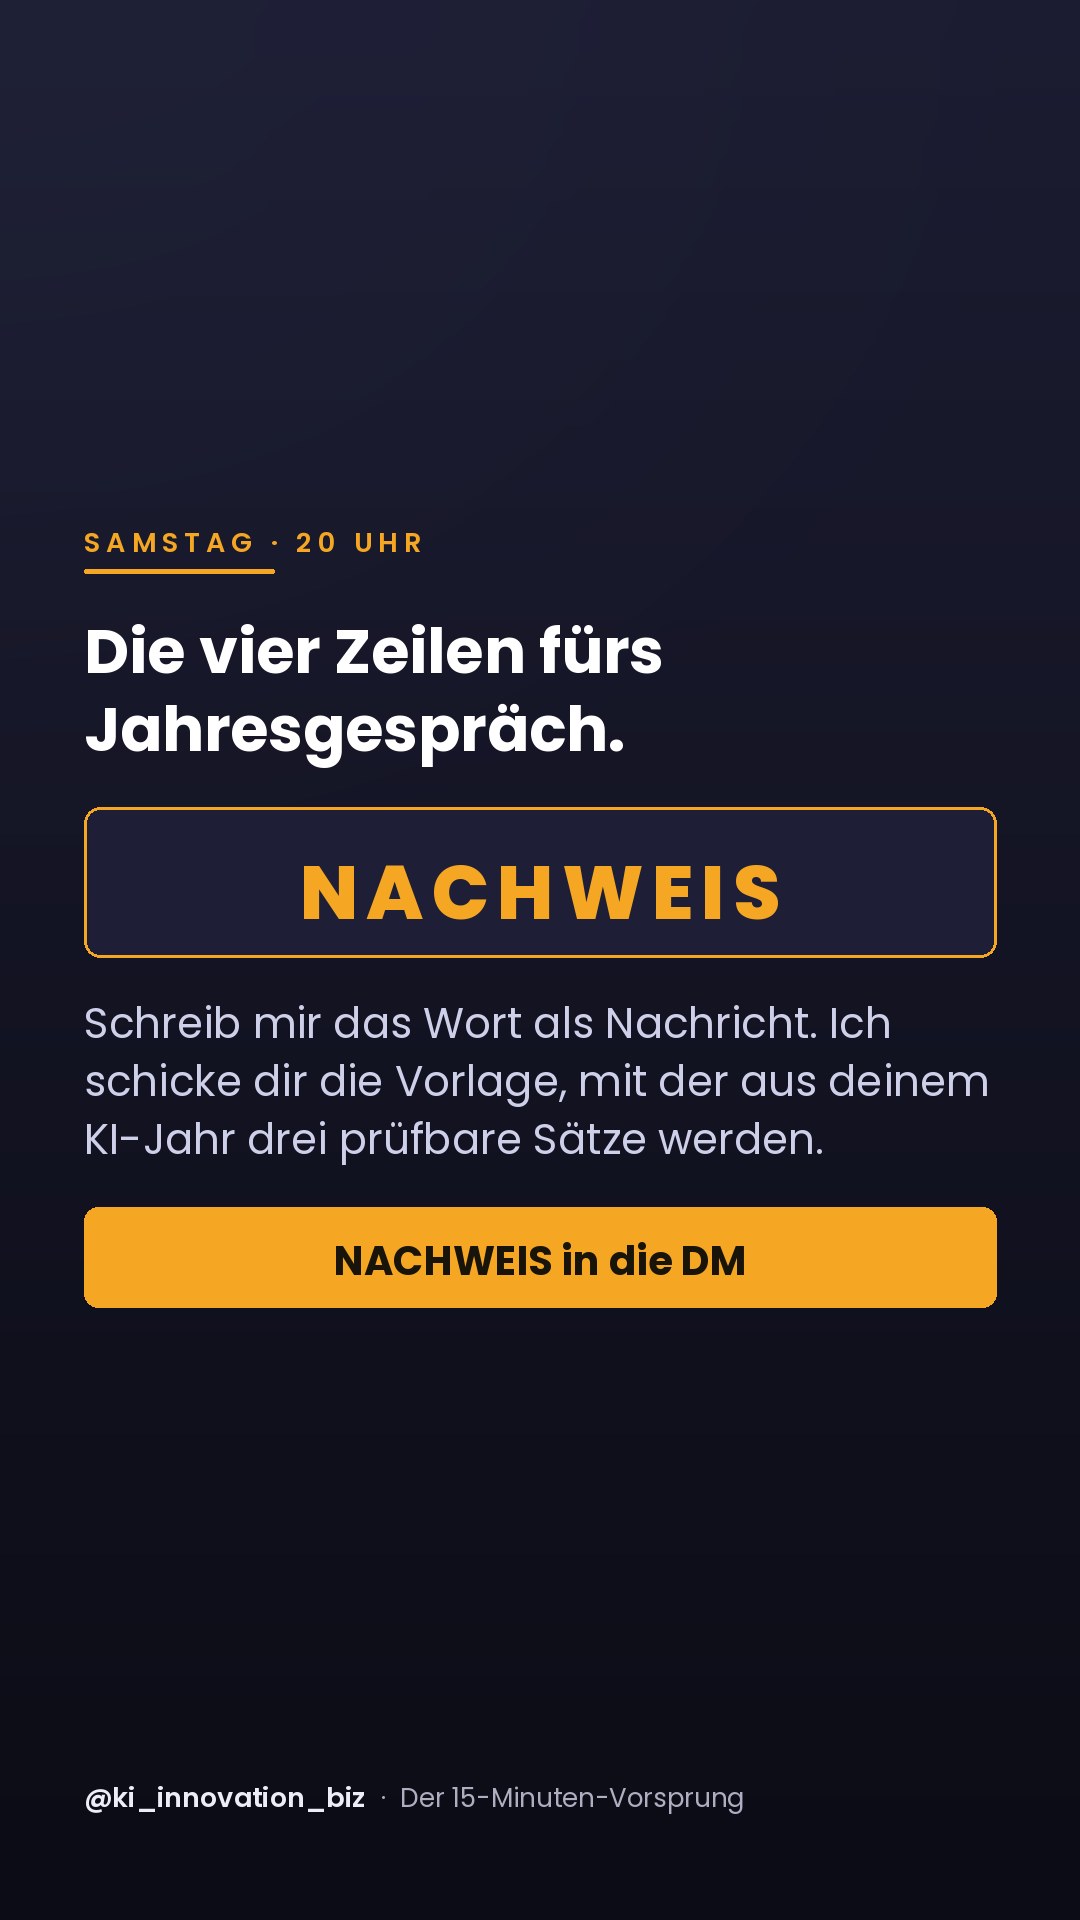 SAMSTAG · 20 UHR
Die vier Zeilen fürs
Jahresgespräch.
NACHWEIS
Schreib mir das Wort als Nachricht. Ich
schicke dir die Vorlage, mit der aus deinem
KI-Jahr drei prüfbare Sätze werden.
NACHWEIS in die DM
@ki_innovation_biz · Der 15-Minuten-Vorsprung